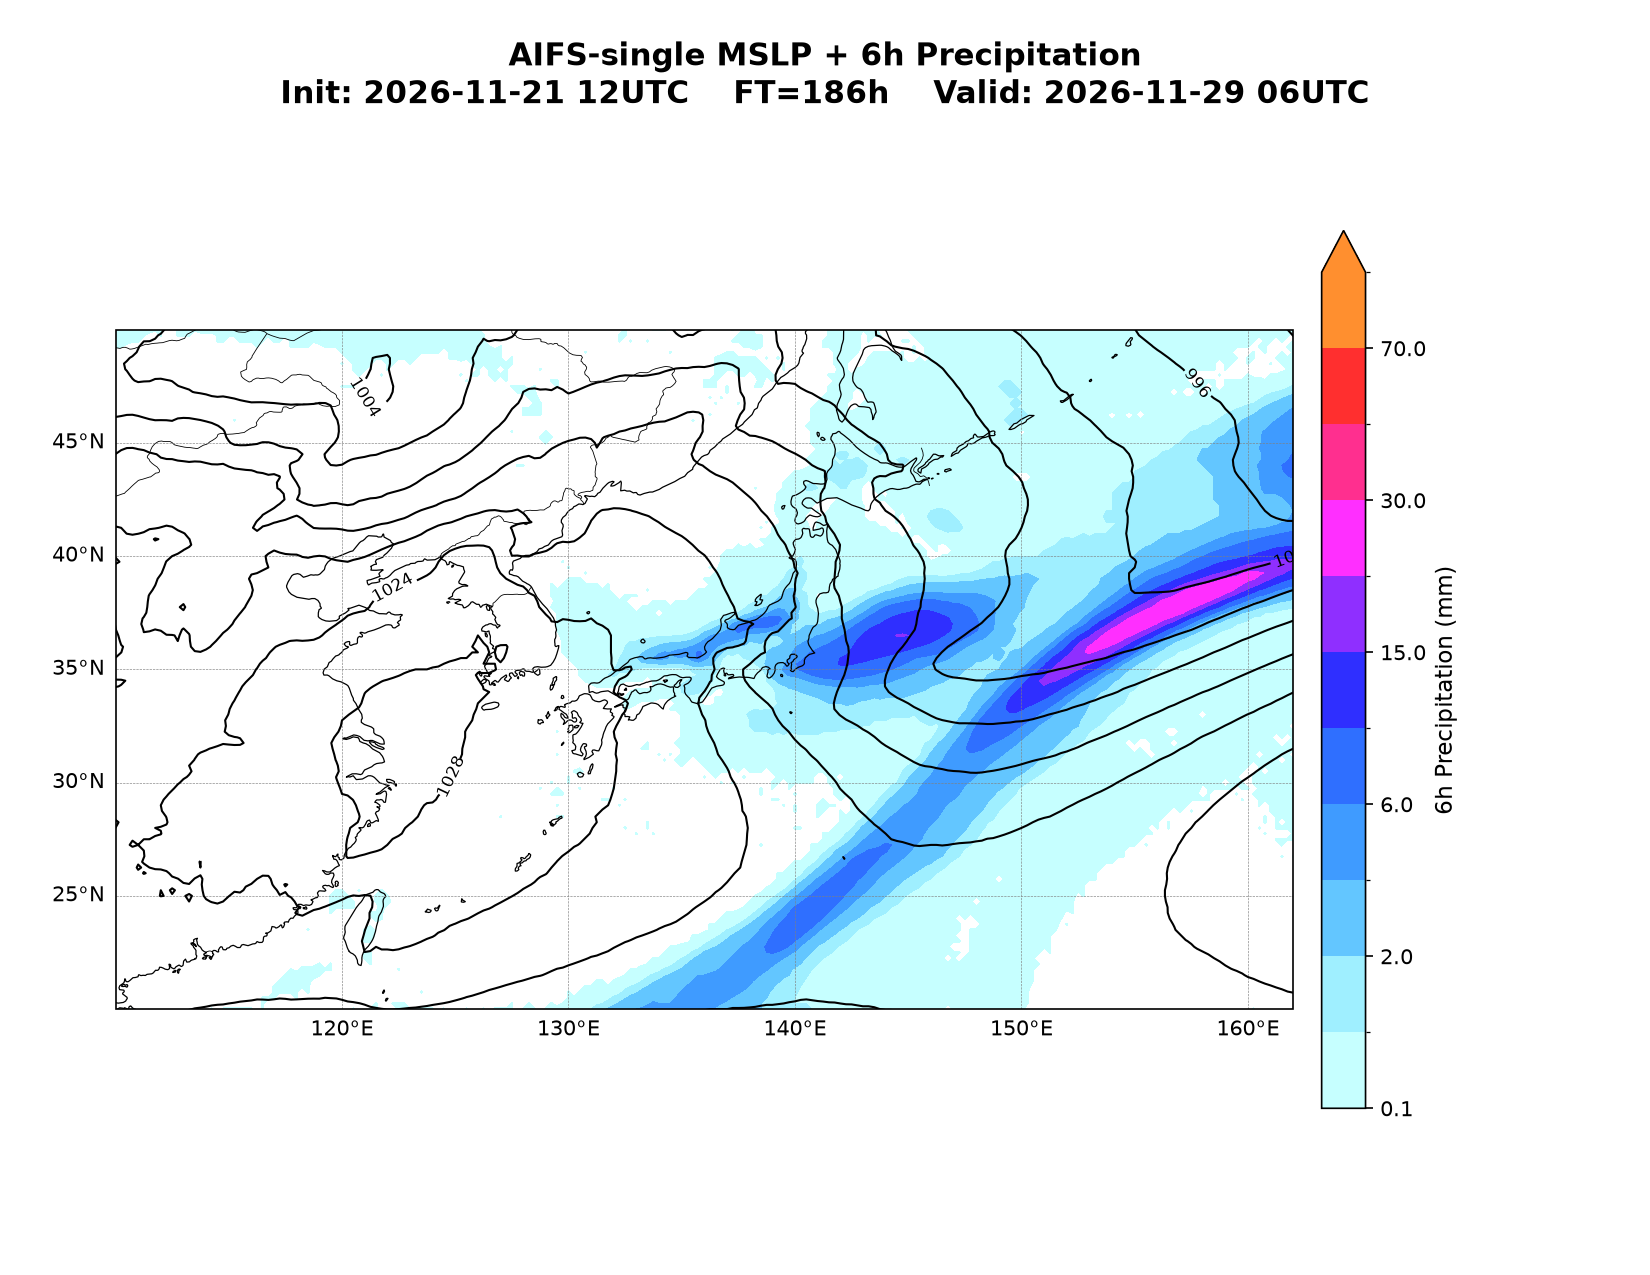 AIFS-single MSLP + 6h Precipitation
Init: 2026-11-21 12UTC    FT=186h    Valid: 2026-11-29 06UTC
1004
996
10
1024
1028
45°N
40°N
35°N
30°N
25°N
120°E
130°E
140°E
150°E
160°E
70.0
30.0
15.0
6.0
2.0
0.1
6h Precipitation (mm)